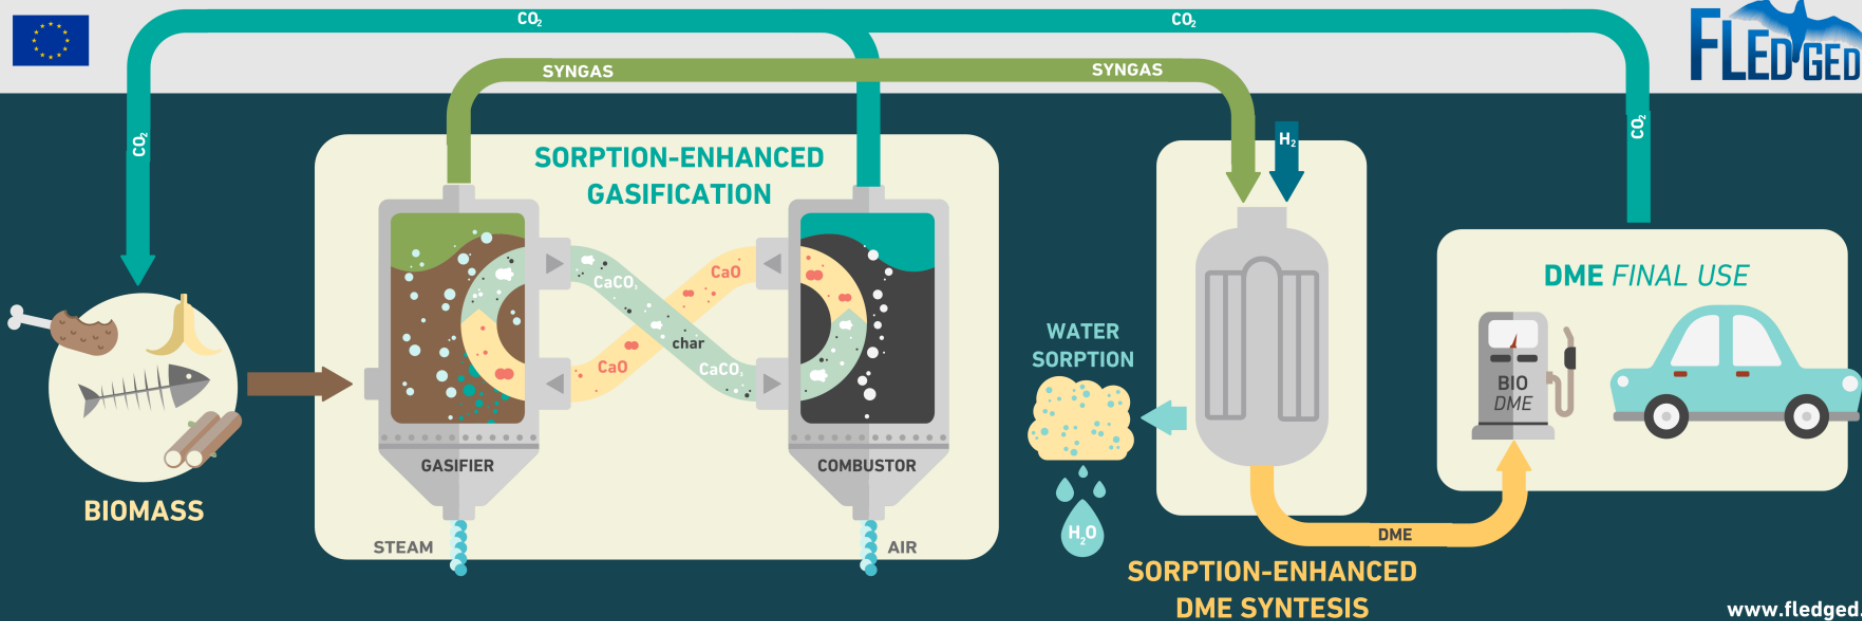 CO₂
CO₂
FLEDGED
SYNGAS
SYNGAS
CO₂
CO₂
H₂
SORPTION-ENHANCED
GASIFICATION
CaCO₃
CaO
char
CaO
CaCO₃
GASIFIER
COMBUSTOR
STEAM
AIR
BIOMASS
WATER
SORPTION
H₂O
DME FINAL USE
BIO
DME
DME
SORPTION-ENHANCED
DME SYNTESIS
www.fledged.